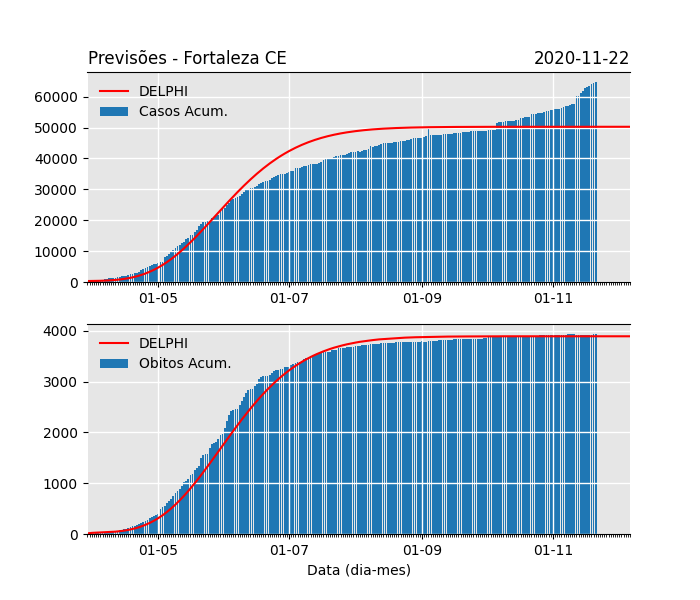 Previsões - Fortaleza CE 2020-11-22
DELPHI
Casos Acum.
60000
50000
40000
30000
20000
10000
0
01-05 01-07 01-09 01-11
DELPHI
Obitos Acum.
4000
3000
2000
1000
0
01-05 01-07 01-09 01-11
Data (dia-mes)